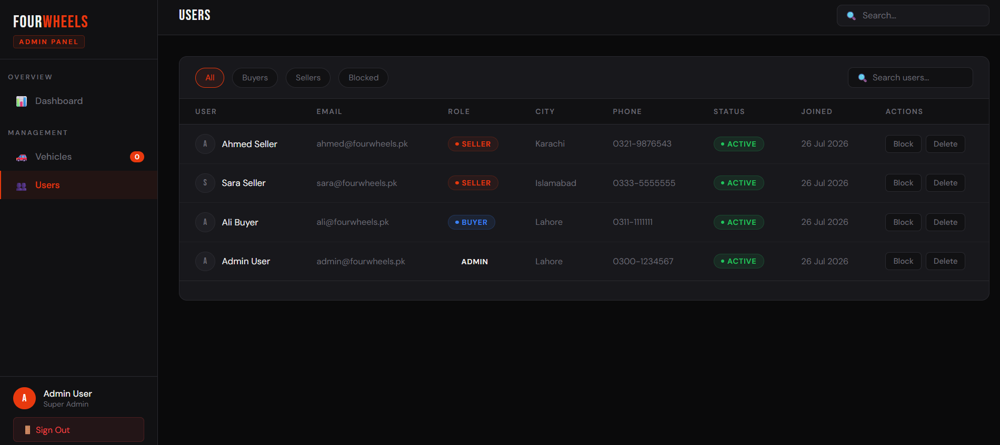 FOURWHEELS
ADMIN PANEL
OVERVIEW
Dashboard
MANAGEMENT
Vehicles 0
Users
A Admin User
Super Admin
Sign Out
USERS
Search...
All Buyers Sellers Blocked Search users...
USER EMAIL ROLE CITY PHONE STATUS JOINED ACTIONS
A Ahmed Seller ahmed@fourwheels.pk SELLER Karachi 0321-9876543 ACTIVE 26 Jul 2026 Block Delete
S Sara Seller sara@fourwheels.pk SELLER Islamabad 0333-5555555 ACTIVE 26 Jul 2026 Block Delete
A Ali Buyer ali@fourwheels.pk BUYER Lahore 0311-1111111 ACTIVE 26 Jul 2026 Block Delete
A Admin User admin@fourwheels.pk ADMIN Lahore 0300-1234567 ACTIVE 26 Jul 2026 Block Delete